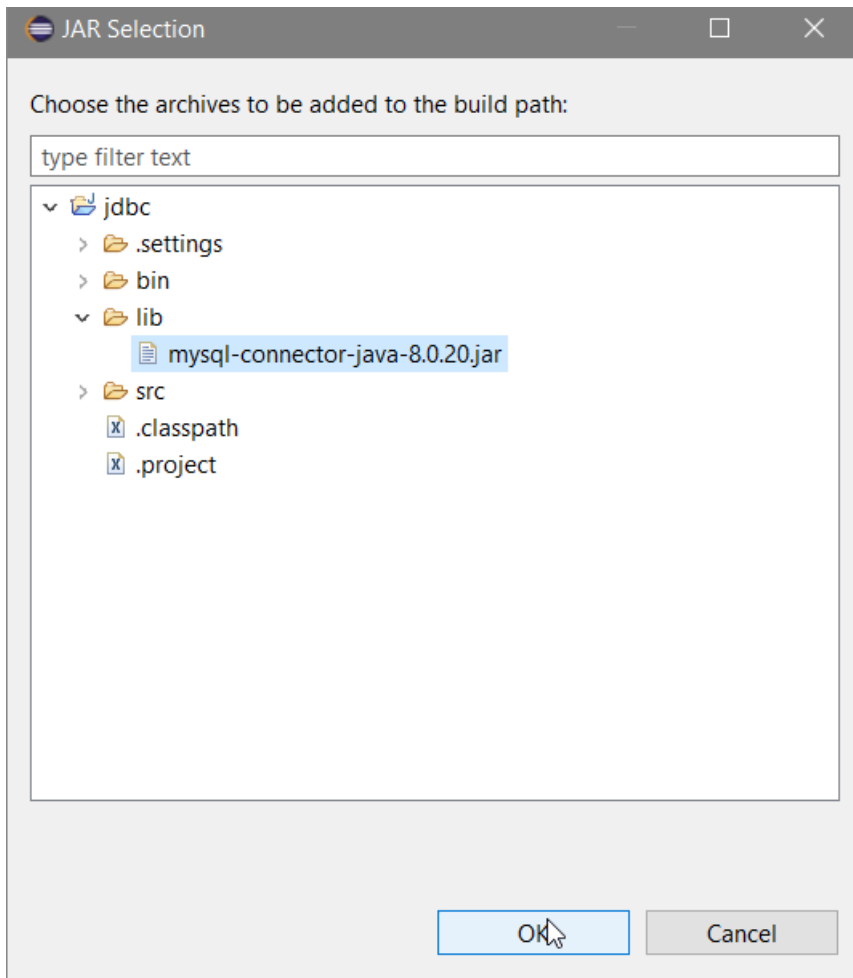 JAR Selection
Choose the archives to be added to the build path:
type filter text
jdbc
.settings
bin
lib
mysql-connector-java-8.0.20.jar
src
.classpath
.project
OK
Cancel